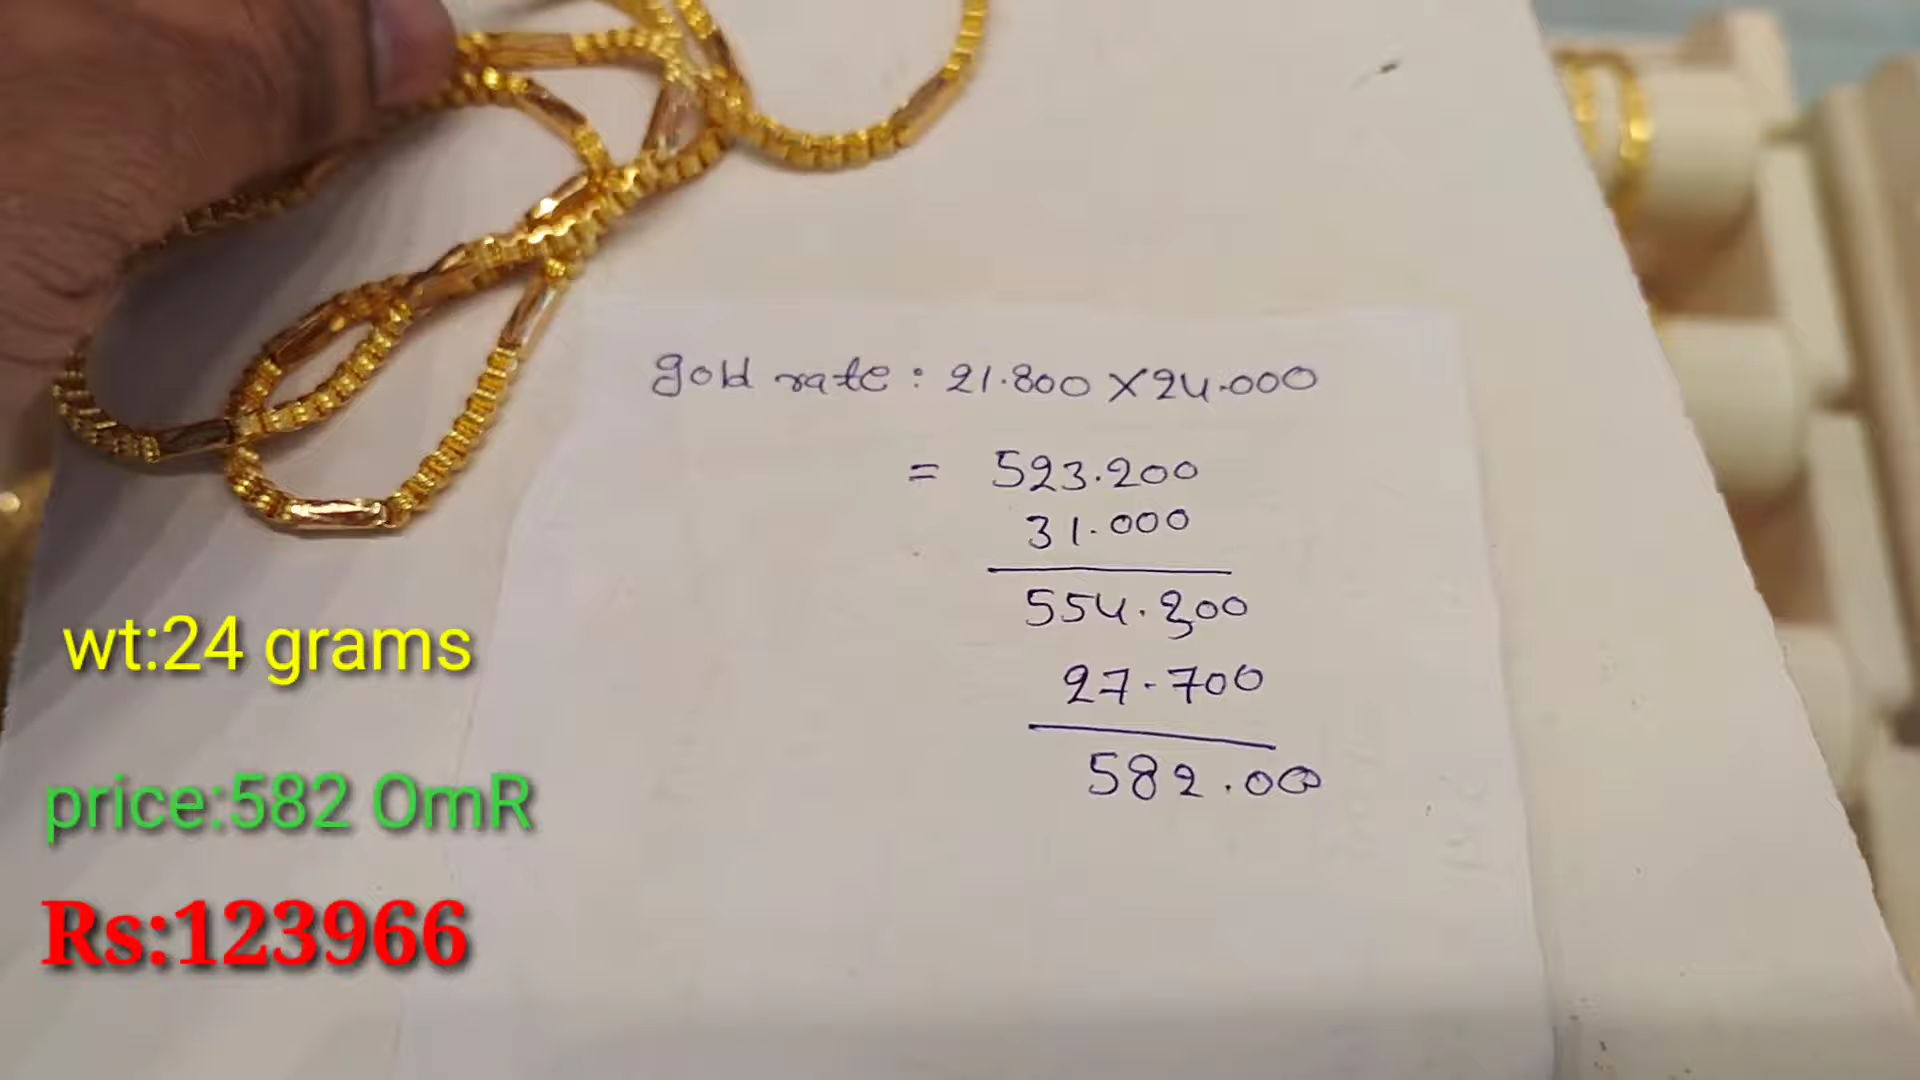 gold rate : 21.800 X 24.000
= 523.200
31.000
554.200
27.700
582.00
wt:24 grams
price:582 OmR
Rs:123966